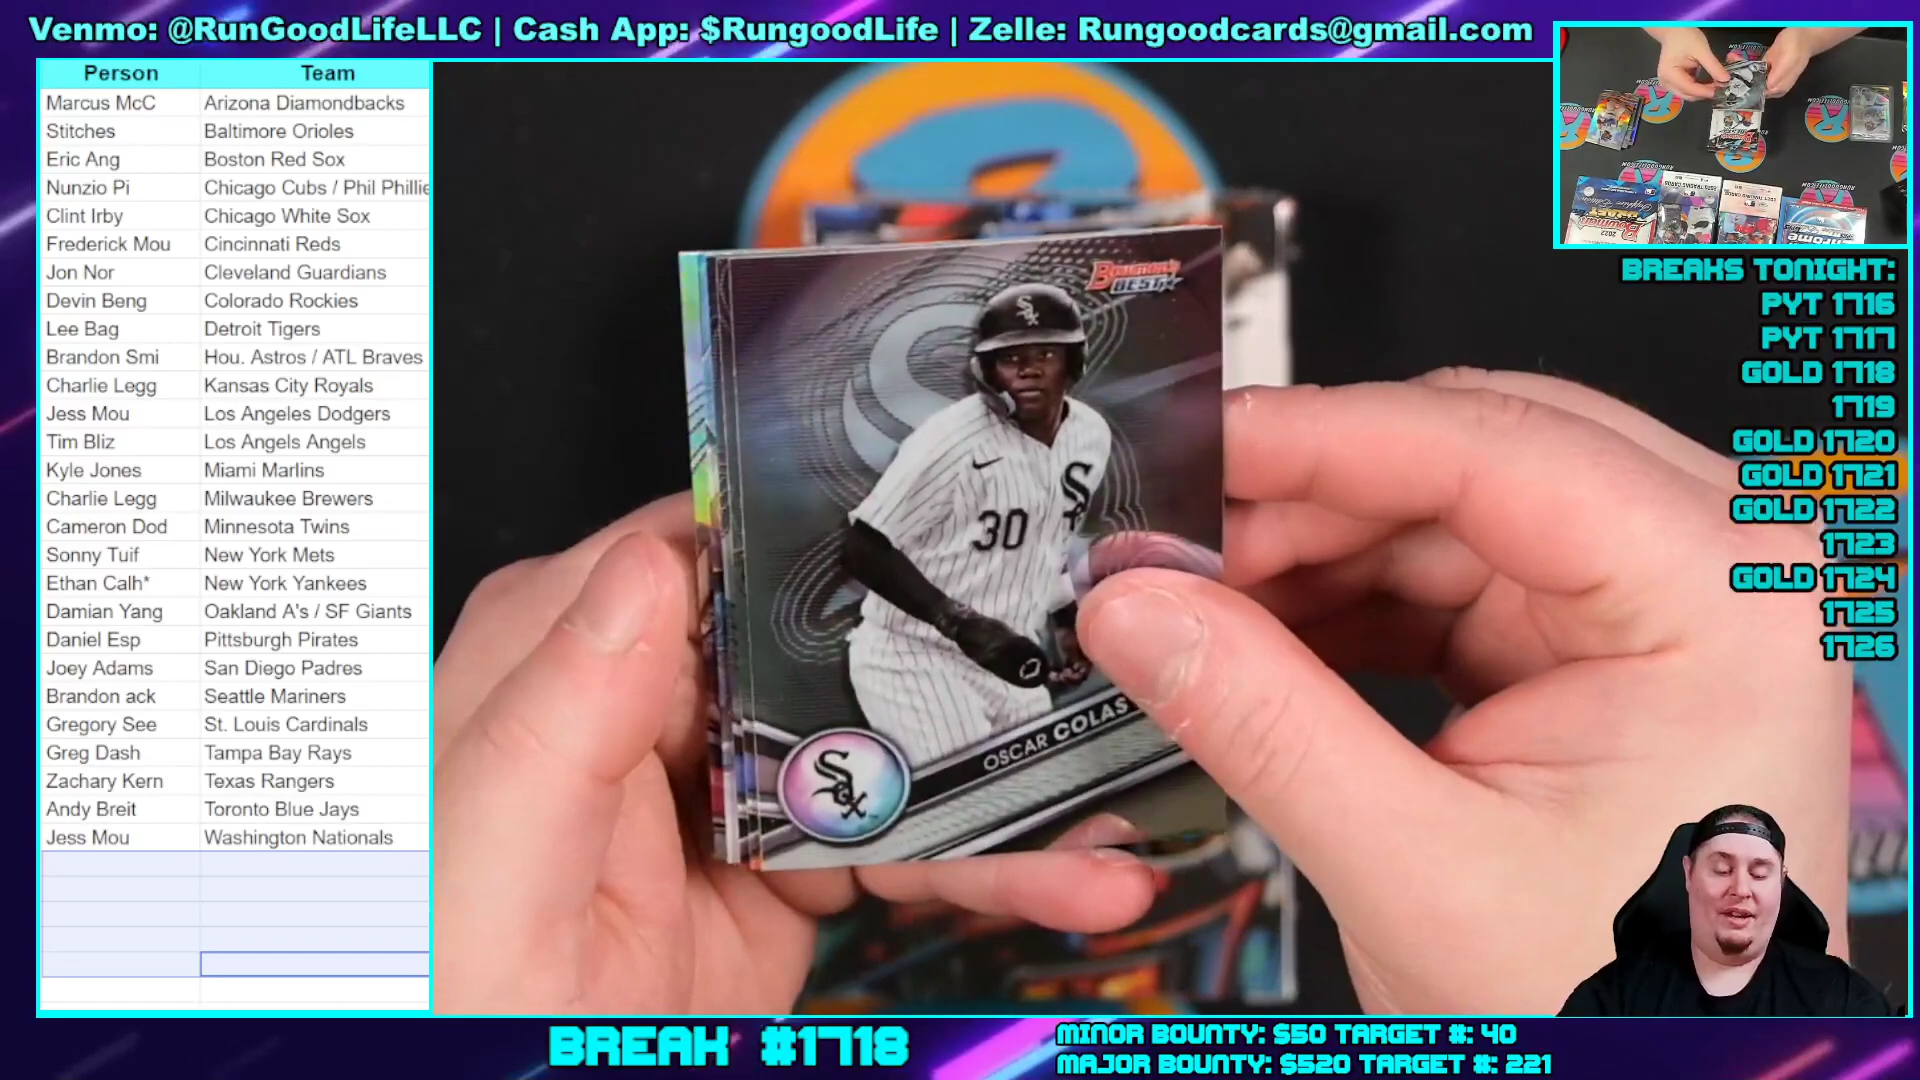 Venmo: @RunGoodLifeLLC | Cash App: $RungoodLife | Zelle: Rungoodcards@gmail.com
Person Team
Marcus McC Arizona Diamondbacks
Stitches Baltimore Orioles
Eric Ang Boston Red Sox
Nunzio Pi Chicago Cubs / Phil Phillie
Clint Irby Chicago White Sox
Frederick Mou Cincinnati Reds
Jon Nor Cleveland Guardians
Devin Beng Colorado Rockies
Lee Bag Detroit Tigers
Brandon Smi Hou. Astros / ATL Braves
Charlie Legg Kansas City Royals
Jess Mou Los Angeles Dodgers
Tim Bliz Los Angels Angels
Kyle Jones Miami Marlins
Charlie Legg Milwaukee Brewers
Cameron Dod Minnesota Twins
Sonny Tuif New York Mets
Ethan Calh* New York Yankees
Damian Yang Oakland A's / SF Giants
Daniel Esp Pittsburgh Pirates
Joey Adams San Diego Padres
Brandon ack Seattle Mariners
Gregory See St. Louis Cardinals
Greg Dash Tampa Bay Rays
Zachary Kern Texas Rangers
Andy Breit Toronto Blue Jays
Jess Mou Washington Nationals
Bowman's
BEST
Sox
Sox
30
OSCAR COLAS
Sox
BREAKS TONIGHT:
PYT 1716
PYT 1717
GOLD 1718
1719
GOLD 1720
GOLD 1721
GOLD 1722
1723
GOLD 1724
1725
1726
BREAK #1718
MINOR BOUNTY: $50 TARGET #: 40
MAJOR BOUNTY: $520 TARGET #: 221